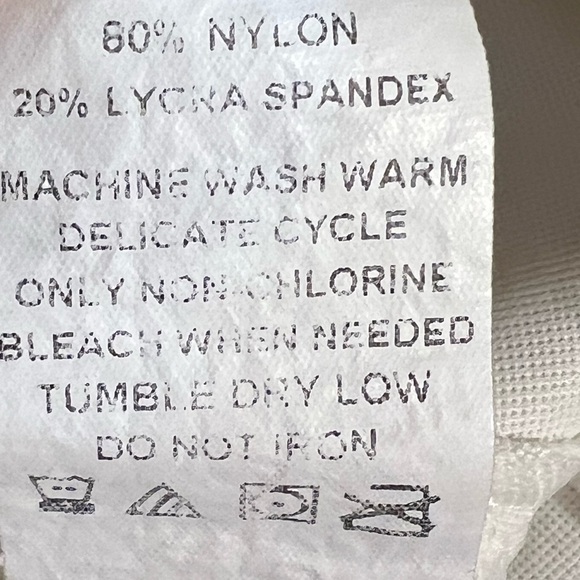 80% NYLON
20% LYCRA SPANDEX
MACHINE WASH WARM
DELICATE CYCLE
ONLY NON-CHLORINE
BLEACH WHEN NEEDED
TUMBLE DRY LOW
DO NOT IRON